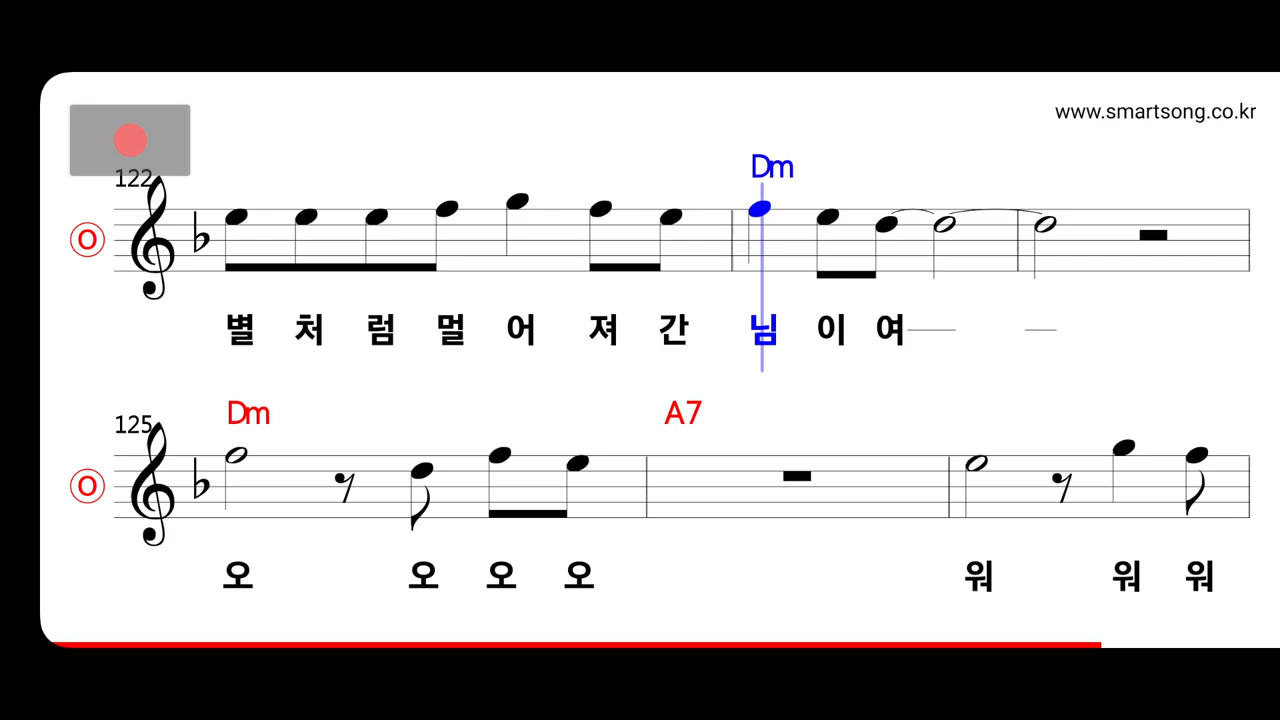 www.smartsong.co.kr
122
Dm
O
별 처 럼 멀 어 져 간 님 이 여
125
Dm A7
O
오 오 오 오 워 워 워